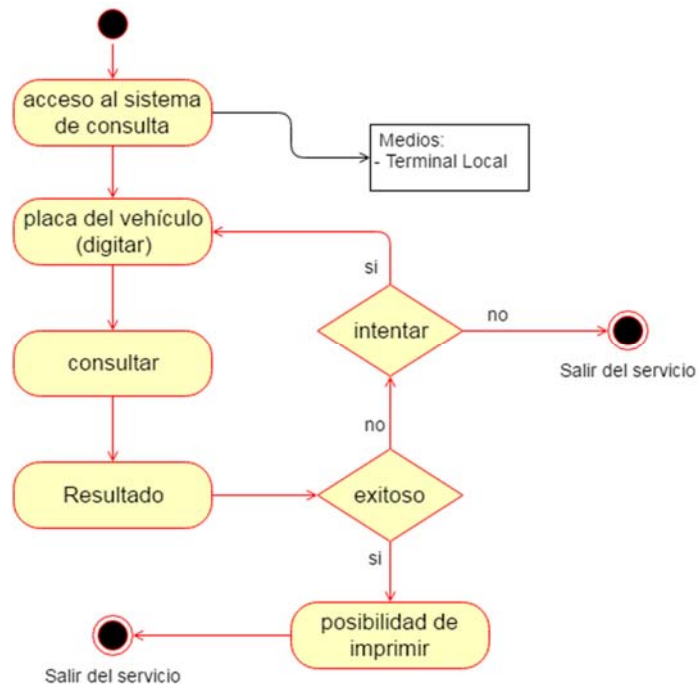 acceso al sistema
de consulta
Medios:
- Terminal Local
placa del vehículo
(digitar)
si
intentar
no
Salir del servicio
consultar
no
Resultado
exitoso
si
posibilidad de
imprimir
Salir del servicio